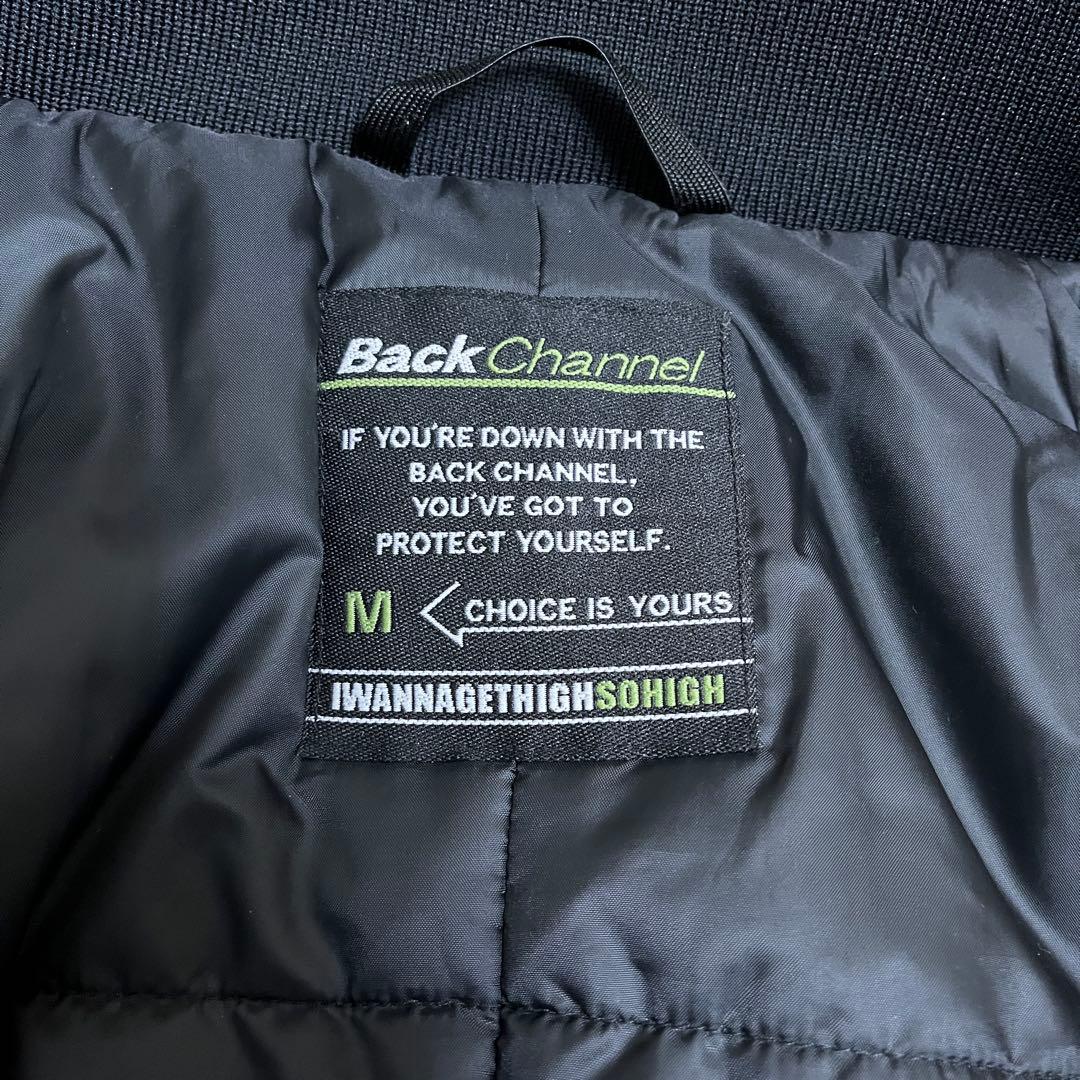 Back Channel
IF YOU'RE DOWN WITH THE
BACK CHANNEL,
YOU'VE GOT TO
PROTECT YOURSELF.
M CHOICE IS YOURS
IWANNAGETHIGHSOHIGH